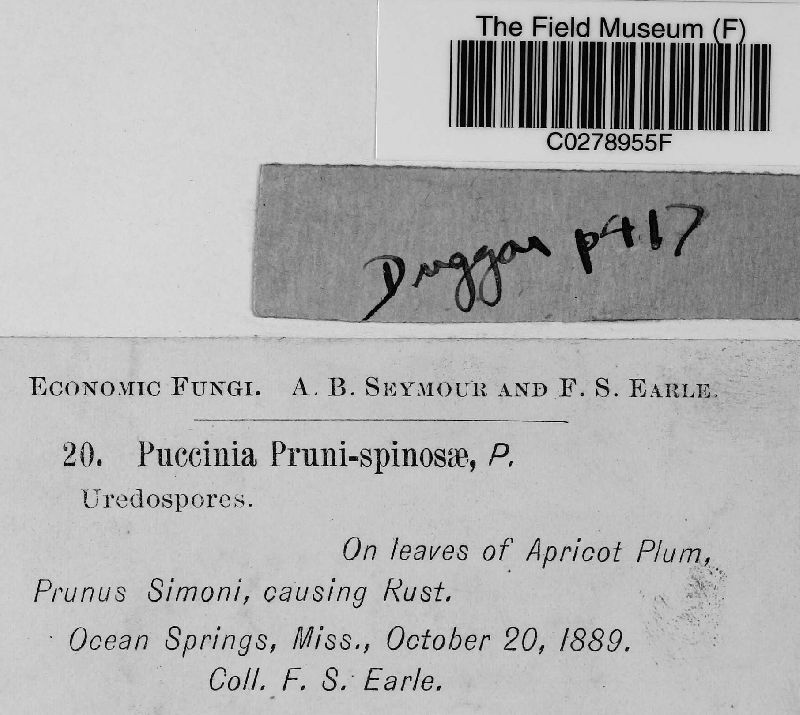 The Field Museum (F)
C0278955F
Duggar p417
ECONOMIC FUNGI. A. B. SEYMOUR AND F. S. EARLE.
20. Puccinia Pruni-spinosæ, P.
Uredospores.
On leaves of Apricot Plum,
Prunus Simoni, causing Rust.
Ocean Springs, Miss., October 20, 1889.
Coll. F. S. Earle.